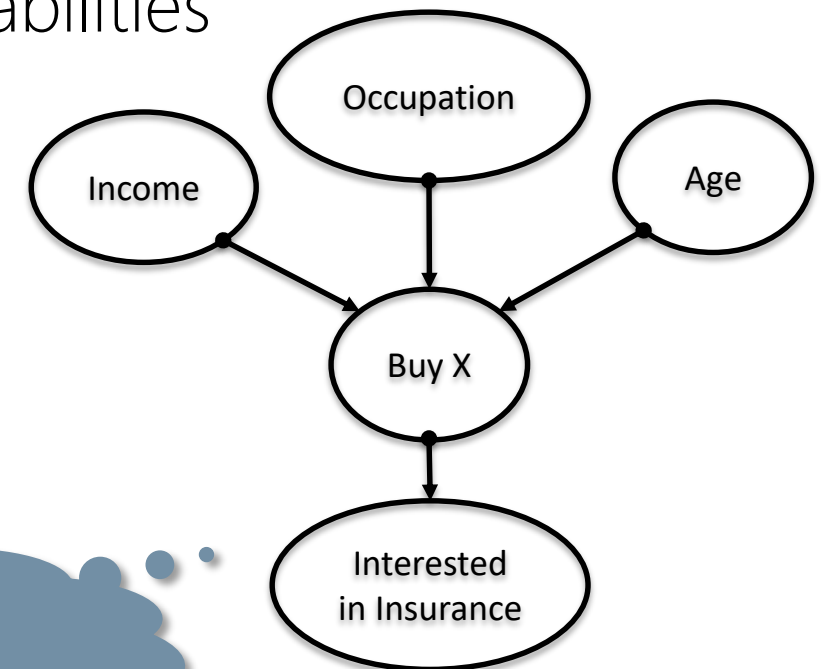 abilities
Occupation
Income
Age
Buy X
Interested
in Insurance